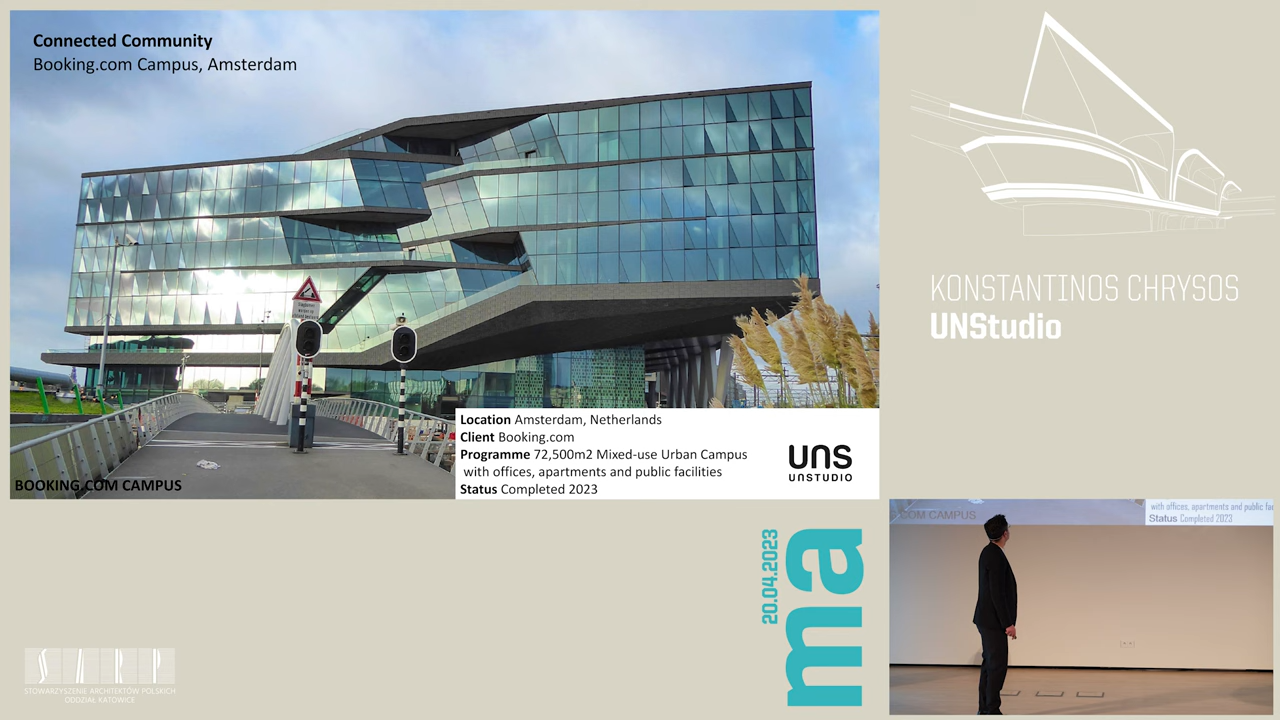 Connected Community
Booking.com Campus, Amsterdam
BOOKING.COM CAMPUS
Location Amsterdam, Netherlands
Client Booking.com
Programme 72,500m2 Mixed-use Urban Campus
with offices, apartments and public facilities
Status Completed 2023
UNS
UNSTUDIO
KONSTANTINOS CHRYSOS
UNStudio
20.04.2023
ma
COM CAMPUS
with offices, apartments and public fac
Status Completed 2023
SARP
STOWARZYSZENIE ARCHITEKTÓW POLSKICH
ODDZIAŁ KATOWICE